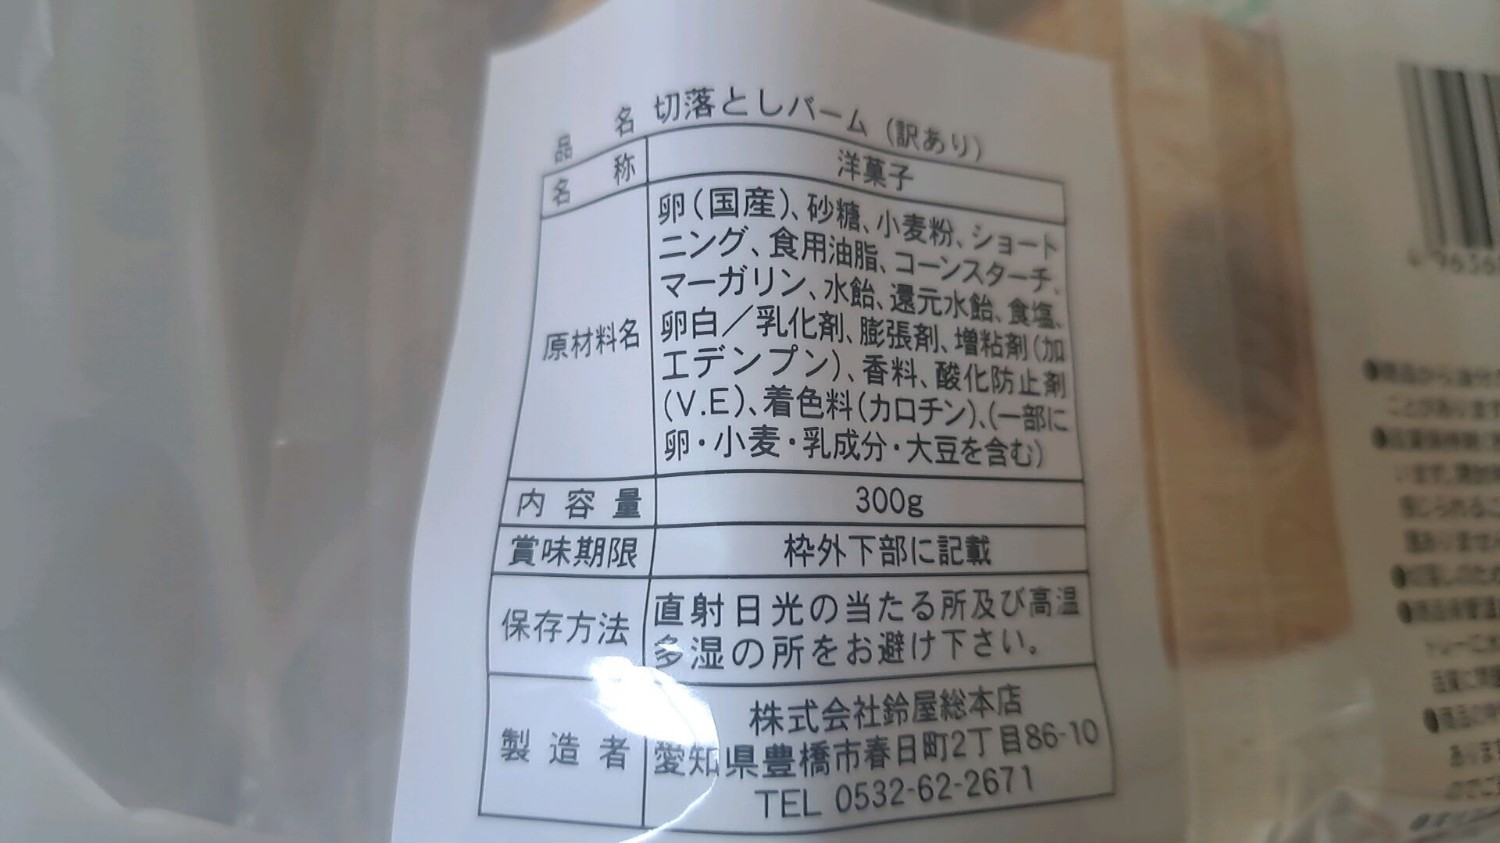 品名 切落としバーム(訳あり)
名称 洋菓子
原材料名 卵(国産)、砂糖、小麦粉、ショート
ニング、食用油脂、コーンスターチ、
マーガリン、水飴、還元水飴、食塩、
卵白/乳化剤、膨張剤、増粘剤(加
エデンプン)、香料、酸化防止剤
(V.E)、着色料(カロチン)、(一部に
卵・小麦・乳成分・大豆を含む)
内容量 300g
賞味期限 枠外下部に記載
保存方法 直射日光の当たる所及び高温
多湿の所をお避け下さい。
製造者 株式会社鈴屋総本店
愛知県豊橋市春日町2丁目86-10
TEL 0532-62-2671